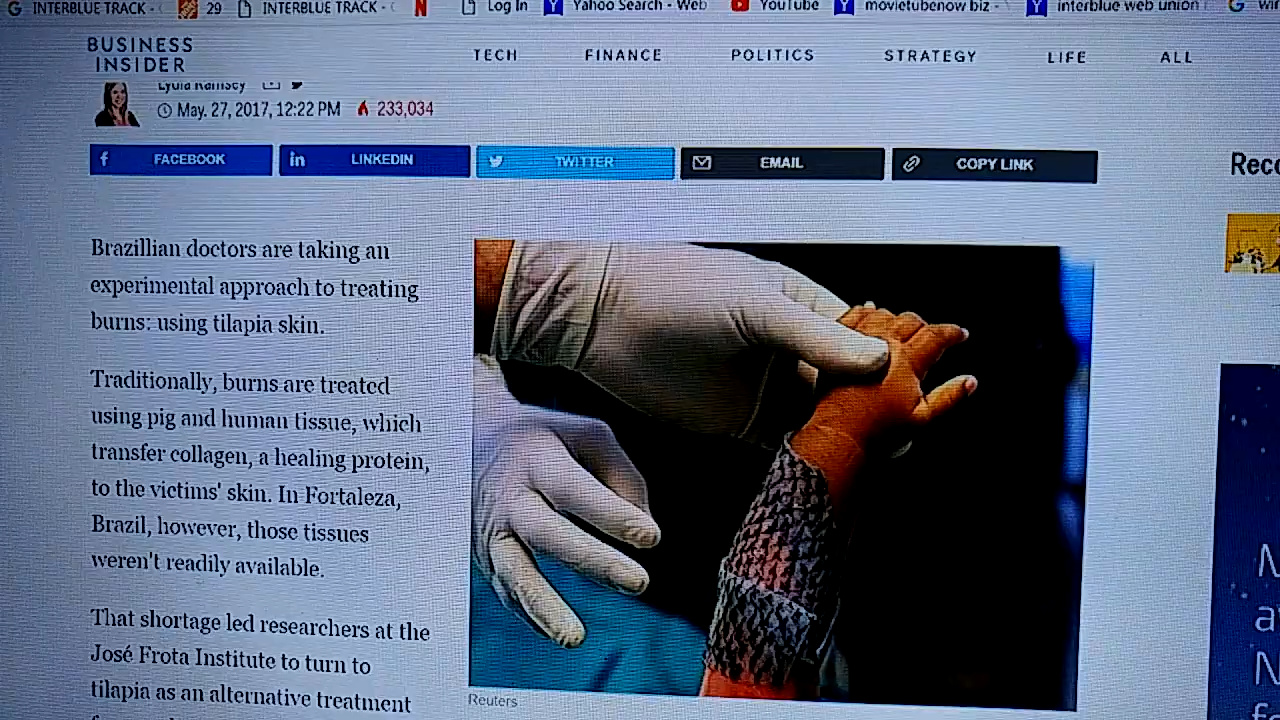 INTERBLUE TRACK -
29
INTERBLUE TRACK -
Log In
Yahoo Search - Web
YouTube
movietubenow biz -
interblue web union
BUSINESS
INSIDER
TECH
FINANCE
POLITICS
STRATEGY
LIFE
ALL
Lydia Ramsey
May. 27, 2017, 12:22 PM
233,034
FACEBOOK
LINKEDIN
TWITTER
EMAIL
COPY LINK
Brazillian doctors are taking an
experimental approach to treating
burns: using tilapia skin.
Traditionally, burns are treated
using pig and human tissue, which
transfer collagen, a healing protein,
to the victims' skin. In Fortaleza,
Brazil, however, those tissues
weren't readily available.
That shortage led researchers at the
José Frota Institute to turn to
tilapia as an alternative treatment
Reuters